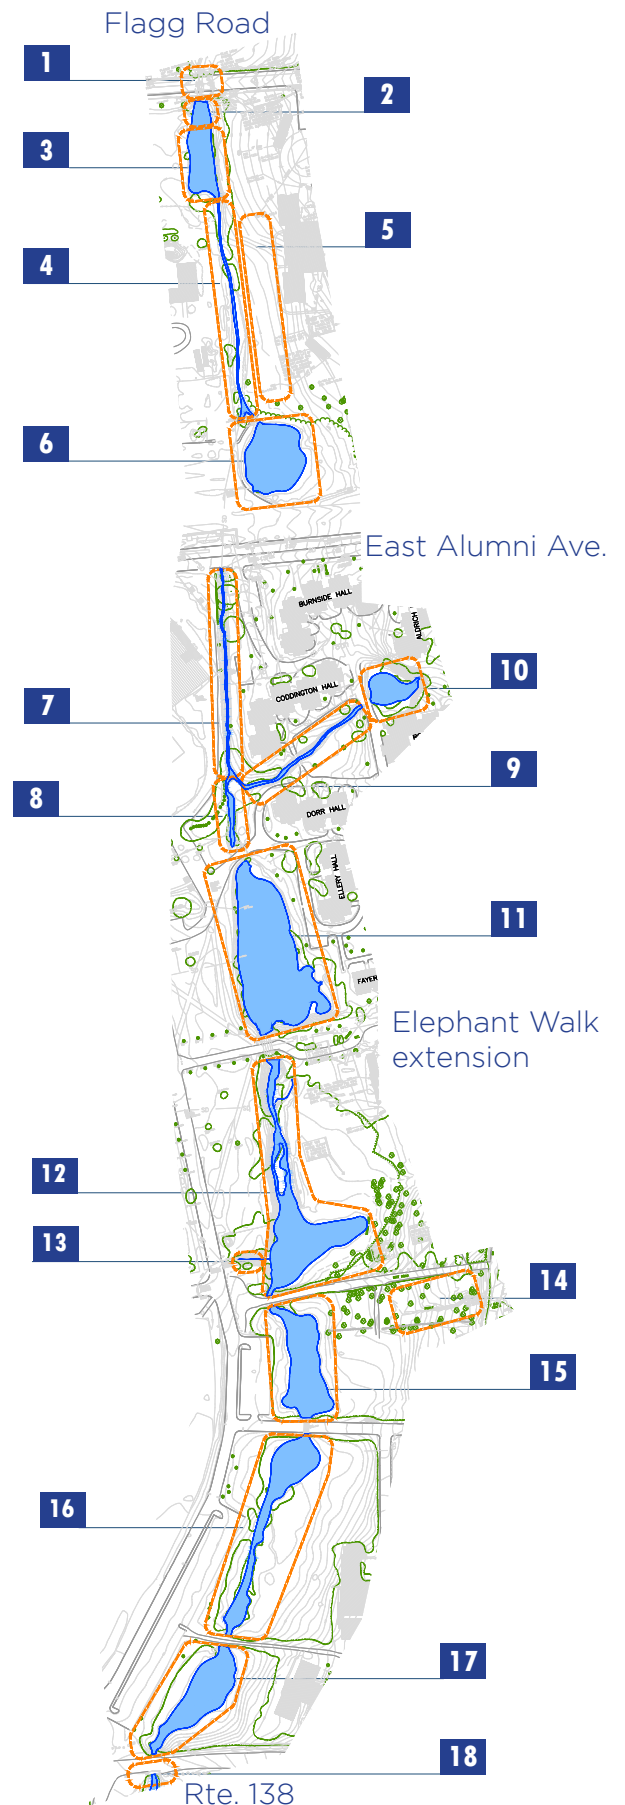 Flagg Road
1
2
3
5
4
6
East Alumni Ave.
BURNSIDE HALL
ALDRICH
10
CODDINGTON HALL
7
9
8
DORR HALL
ELLERY HALL
11
FAYER
Elephant Walk
extension
12
13
14
15
16
17
18
Rte. 138